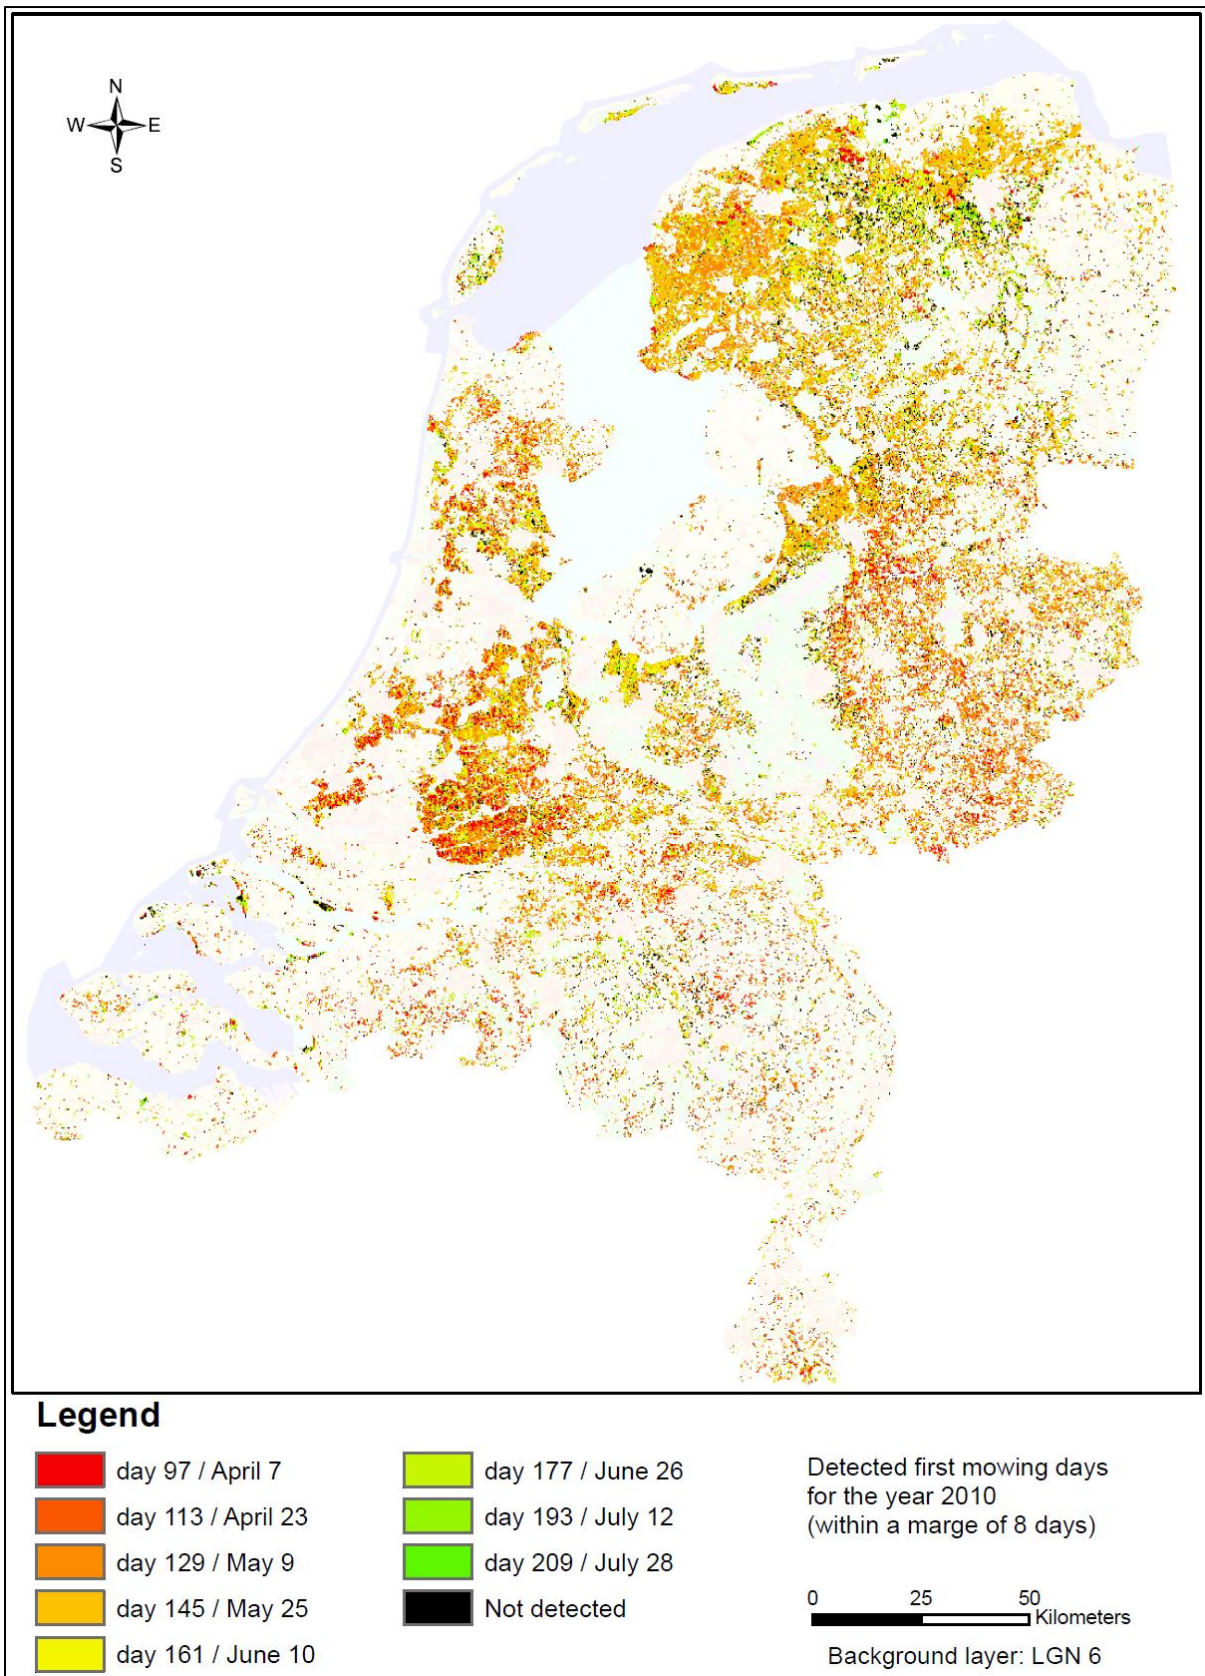 N
W E
S
Legend
day 97 / April 7
day 113 / April 23
day 129 / May 9
day 145 / May 25
day 161 / June 10
day 177 / June 26
day 193 / July 12
day 209 / July 28
Not detected
Detected first mowing days
for the year 2010
(within a marge of 8 days)
0 25 50
Kilometers
Background layer: LGN 6